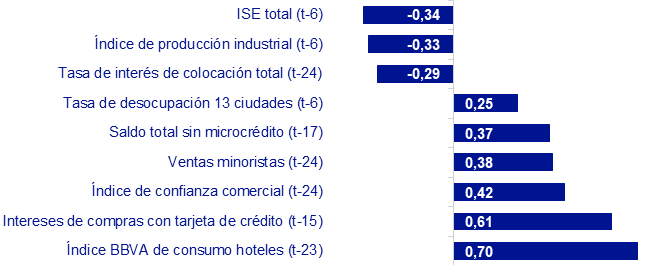 ISE total (t-6) -0,34
Índice de producción industrial (t-6) -0,33
Tasa de interés de colocación total (t-24) -0,29
Tasa de desocupación 13 ciudades (t-6) 0,25
Saldo total sin microcrédito (t-17) 0,37
Ventas minoristas (t-24) 0,38
Índice de confianza comercial (t-24) 0,42
Intereses de compras con tarjeta de crédito (t-15) 0,61
Índice BBVA de consumo hoteles (t-23) 0,70